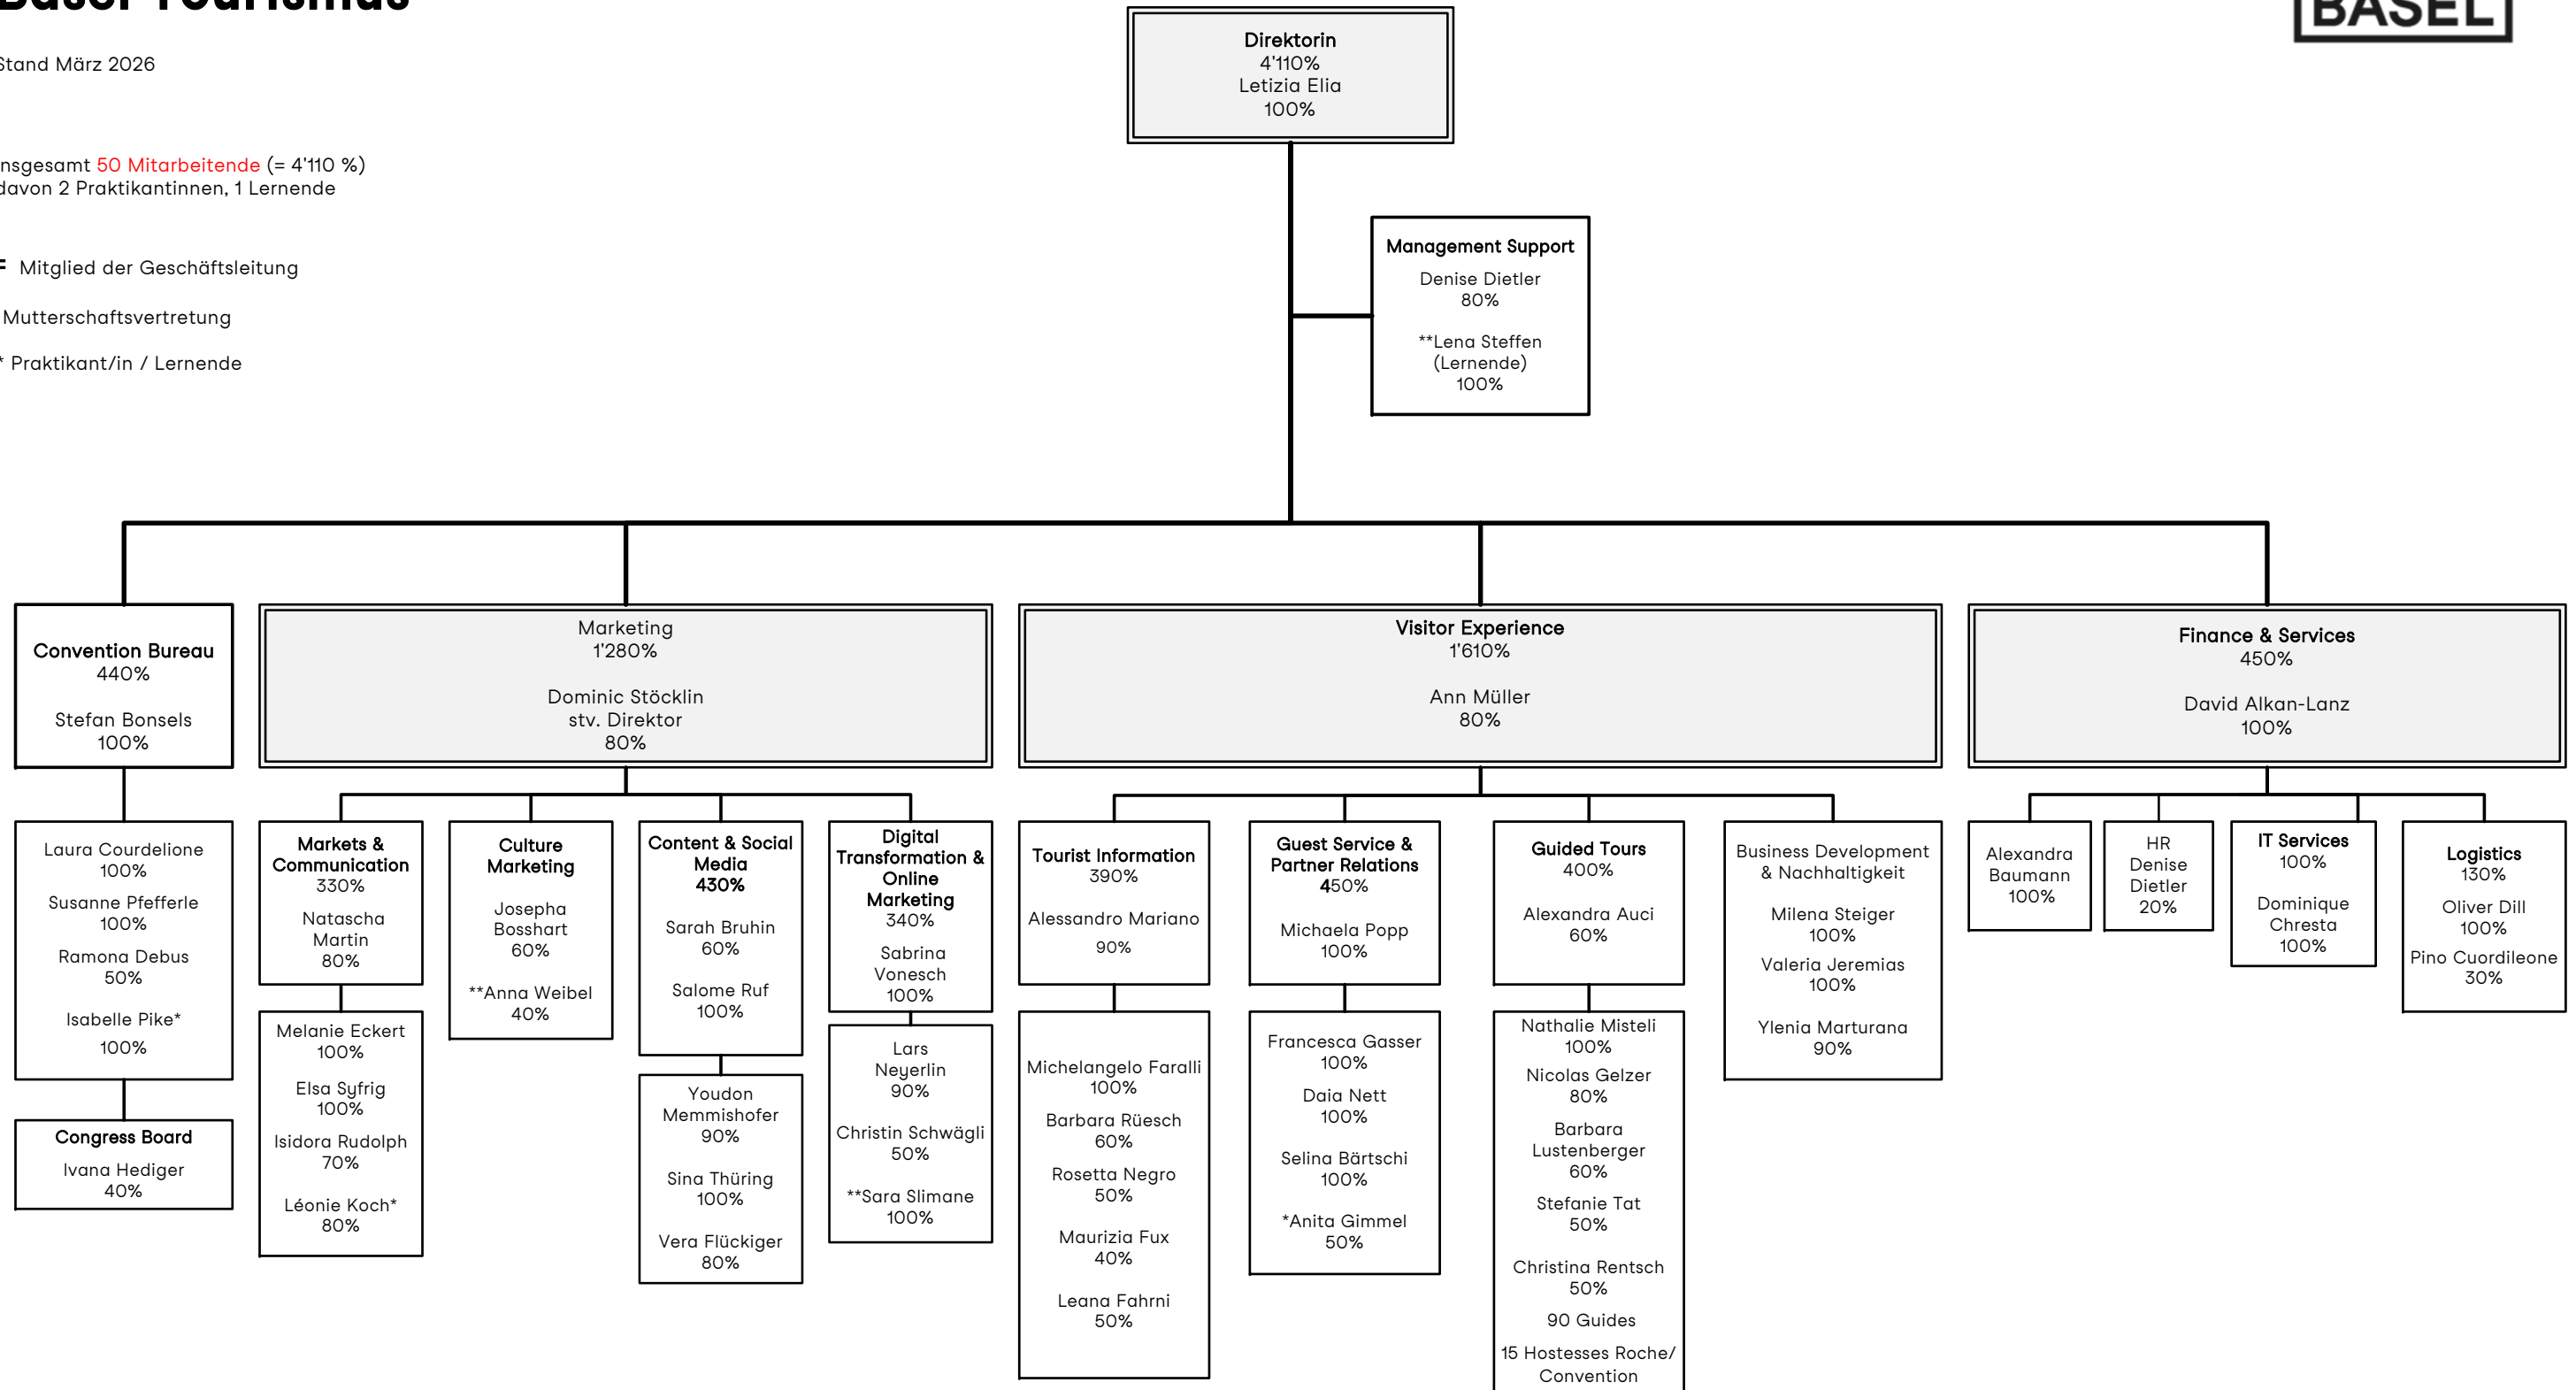 Basel Tourismus
BASEL
Stand März 2026
Insgesamt 50 Mitarbeitende (= 4'110 %)
davon 2 Praktikantinnen, 1 Lernende
= Mitglied der Geschäftsleitung
Mutterschaftsvertretung
* Praktikant/in / Lernende
Direktorin
4'110%
Letizia Elia
100%
Management Support
Denise Dietler
80%
**Lena Steffen
(Lernende)
100%
Convention Bureau
440%
Stefan Bonsels
100%
Laura Courdelione
100%
Susanne Pfefferle
100%
Ramona Debus
50%
Isabelle Pike*
100%
Congress Board
Ivana Hediger
40%
Marketing
1'280%
Dominic Stöcklin
stv. Direktor
80%
Markets &
Communication
330%
Natascha
Martin
80%
Melanie Eckert
100%
Elsa Syfrig
100%
Isidora Rudolph
70%
Léonie Koch*
80%
Culture
Marketing
Josepha
Bosshart
60%
**Anna Weibel
40%
Content & Social
Media
430%
Sarah Bruhin
60%
Salome Ruf
100%
Youdon
Memmishofer
90%
Sina Thüring
100%
Vera Flückiger
80%
Digital
Transformation &
Online
Marketing
340%
Sabrina
Vonesch
100%
Lars
Neyerlin
90%
Christin Schwägli
50%
**Sara Slimane
100%
Visitor Experience
1'610%
Ann Müller
80%
Tourist Information
390%
Alessandro Mariano
90%
Michelangelo Faralli
100%
Barbara Rüesch
60%
Rosetta Negro
50%
Maurizia Fux
40%
Leana Fahrni
50%
Guest Service &
Partner Relations
450%
Michaela Popp
100%
Francesca Gasser
100%
Daia Nett
100%
Selina Bärtschi
100%
*Anita Gimmel
50%
Guided Tours
400%
Alexandra Auci
60%
Nathalie Misteli
100%
Nicolas Gelzer
80%
Barbara
Lustenberger
60%
Stefanie Tat
50%
Christina Rentsch
50%
90 Guides
15 Hostesses Roche/
Convention
Business Development
& Nachhaltigkeit
Milena Steiger
100%
Valeria Jeremias
100%
Ylenia Marturana
90%
Finance & Services
450%
David Alkan-Lanz
100%
Alexandra
Baumann
100%
HR
Denise
Dietler
20%
IT Services
100%
Dominique
Chresta
100%
Logistics
130%
Oliver Dill
100%
Pino Cuordileone
30%